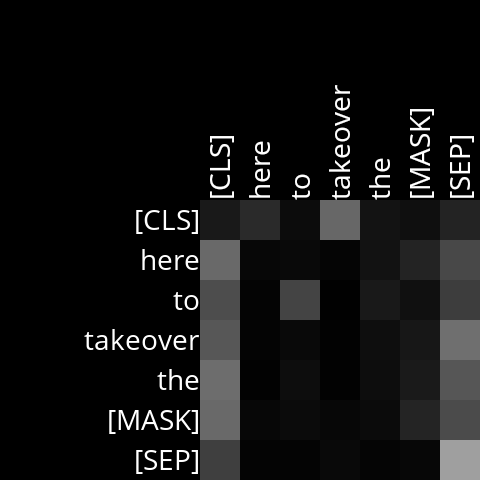 [CLS]
here
to
takeover
the
[MASK]
[SEP]
[CLS]
here
to
takeover
the
[MASK]
[SEP]